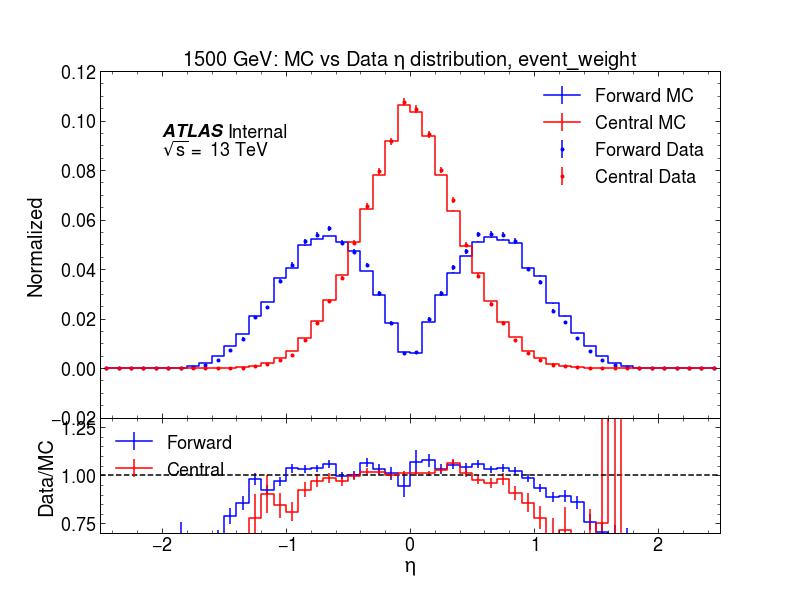 1500 GeV: MC vs Data η distribution, event_weight
0.12
0.10
0.08
0.06
0.04
0.02
0.00
−0.02
Normalized
ATLAS Internal
√s = 13 TeV
Forward MC
Central MC
Forward Data
Central Data
1.25
1.00
0.75
Data/MC
Forward
Central
−2
−1
0
1
2
η